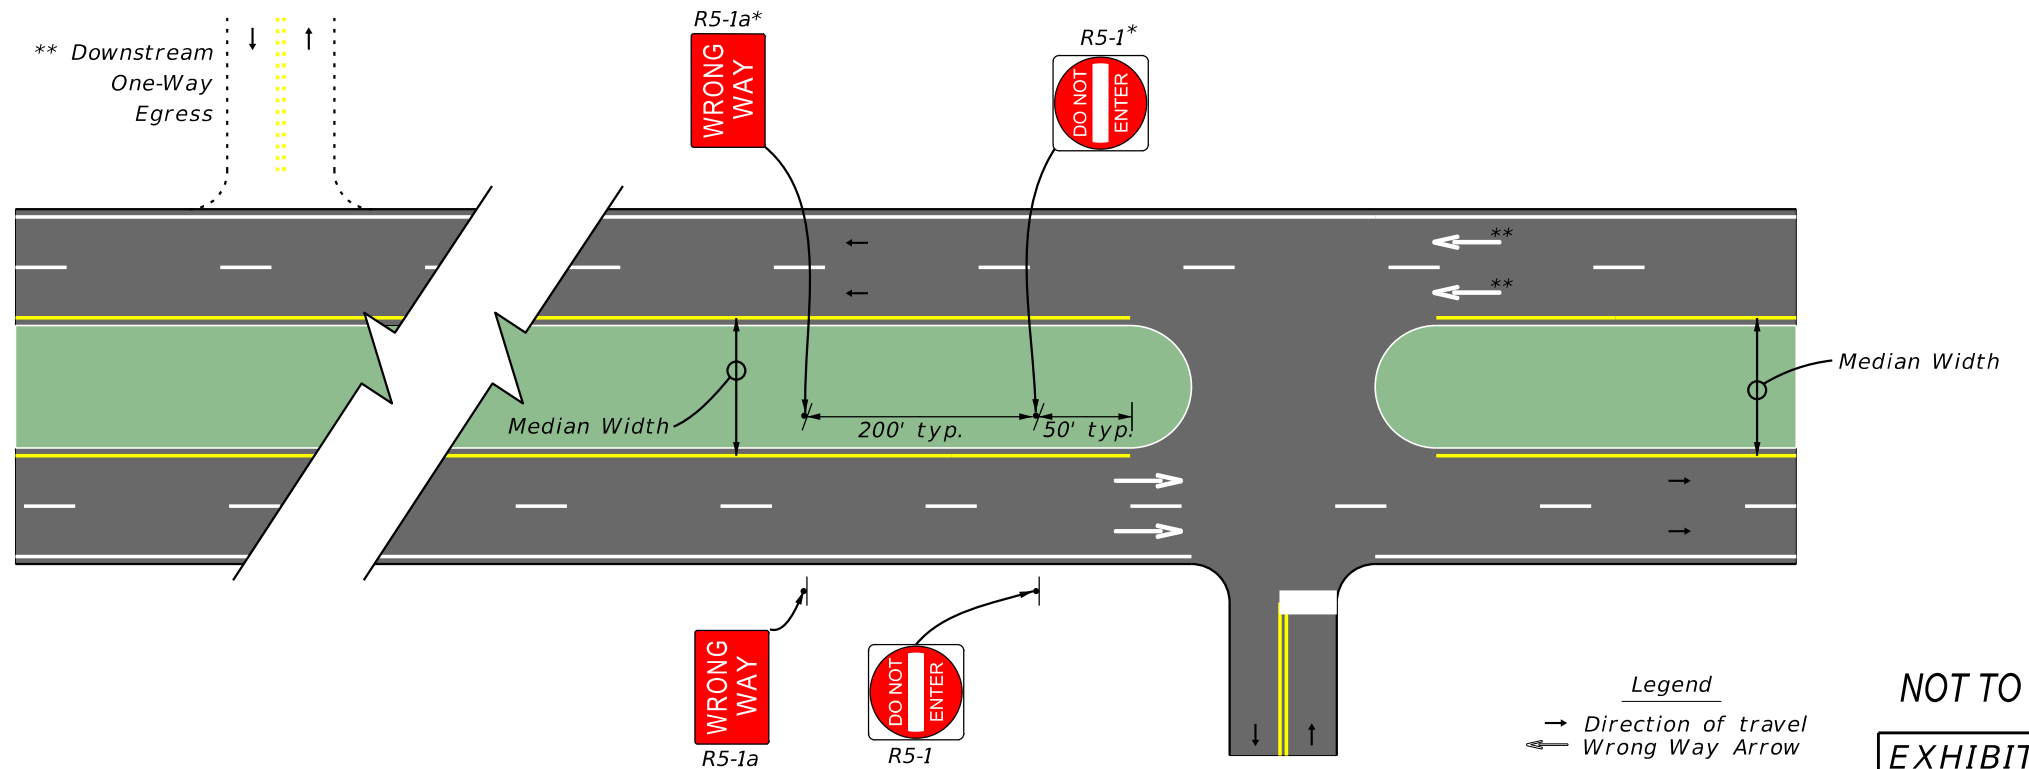 ** Downstream
One-Way
Egress
R5-1a*
WRONG
WAY
R5-1*
DO NOT
ENTER
**
**
Median Width
Median Width
200' typ.
50' typ.
WRONG
WAY
R5-1a
DO NOT
ENTER
R5-1
Legend
Direction of travel
Wrong Way Arrow
NOT TO
EXHIBIT